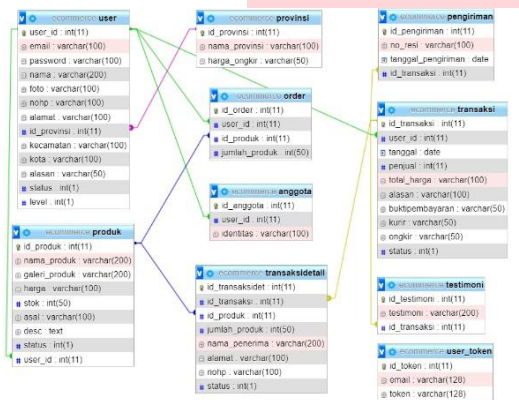 ecommerce user
user_id : int(11)
email : varchar(100)
password : varchar(100)
nama : varchar(200)
foto : varchar(100)
nohp : varchar(100)
alamat : varchar(100)
id_provinsi : int(11)
kecamatan : varchar(100)
kota : varchar(100)
alasan : varchar(50)
status : int(1)
level : int(1)
ecommerce produk
id_produk : int(11)
nama_produk : varchar(200)
galeri_produk : varchar(200)
harga : varchar(100)
stok : int(50)
asal : varchar(100)
desc : text
status : int(1)
user_id : int(11)
ecommerce provinsi
id_provinsi : int(11)
nama_provinsi : varchar(100)
harga_ongkir : varchar(50)
ecommerce order
id_order : int(11)
user_id : int(11)
id_produk : int(11)
jumlah_produk : int(50)
ecommerce anggota
id_anggota : int(11)
user_id : int(11)
identitas : varchar(100)
ecommerce transaksidetail
id_transaksidet : int(11)
id_transaksi : int(11)
id_produk : int(11)
jumlah_produk : int(50)
nama_penerima : varchar(200)
alamat : varchar(100)
nohp : varchar(100)
status : int(1)
ecommerce pengiriman
id_pengiriman : int(11)
no_resi : varchar(100)
tanggal_pengiriman : date
id_transaksi : int(11)
ecommerce transaksi
id_transaksi : int(11)
user_id : int(11)
tanggal : date
penjual : int(11)
total_harga : varchar(100)
alasan : varchar(100)
buktipembayaran : varchar(50)
kurir : varchar(50)
ongkir : varchar(50)
status : int(1)
ecommerce testimoni
id_testimoni : int(11)
testimoni : varchar(200)
id_transaksi : int(11)
ecommerce user_token
id_token : int(11)
email : varchar(128)
token : varchar(128)